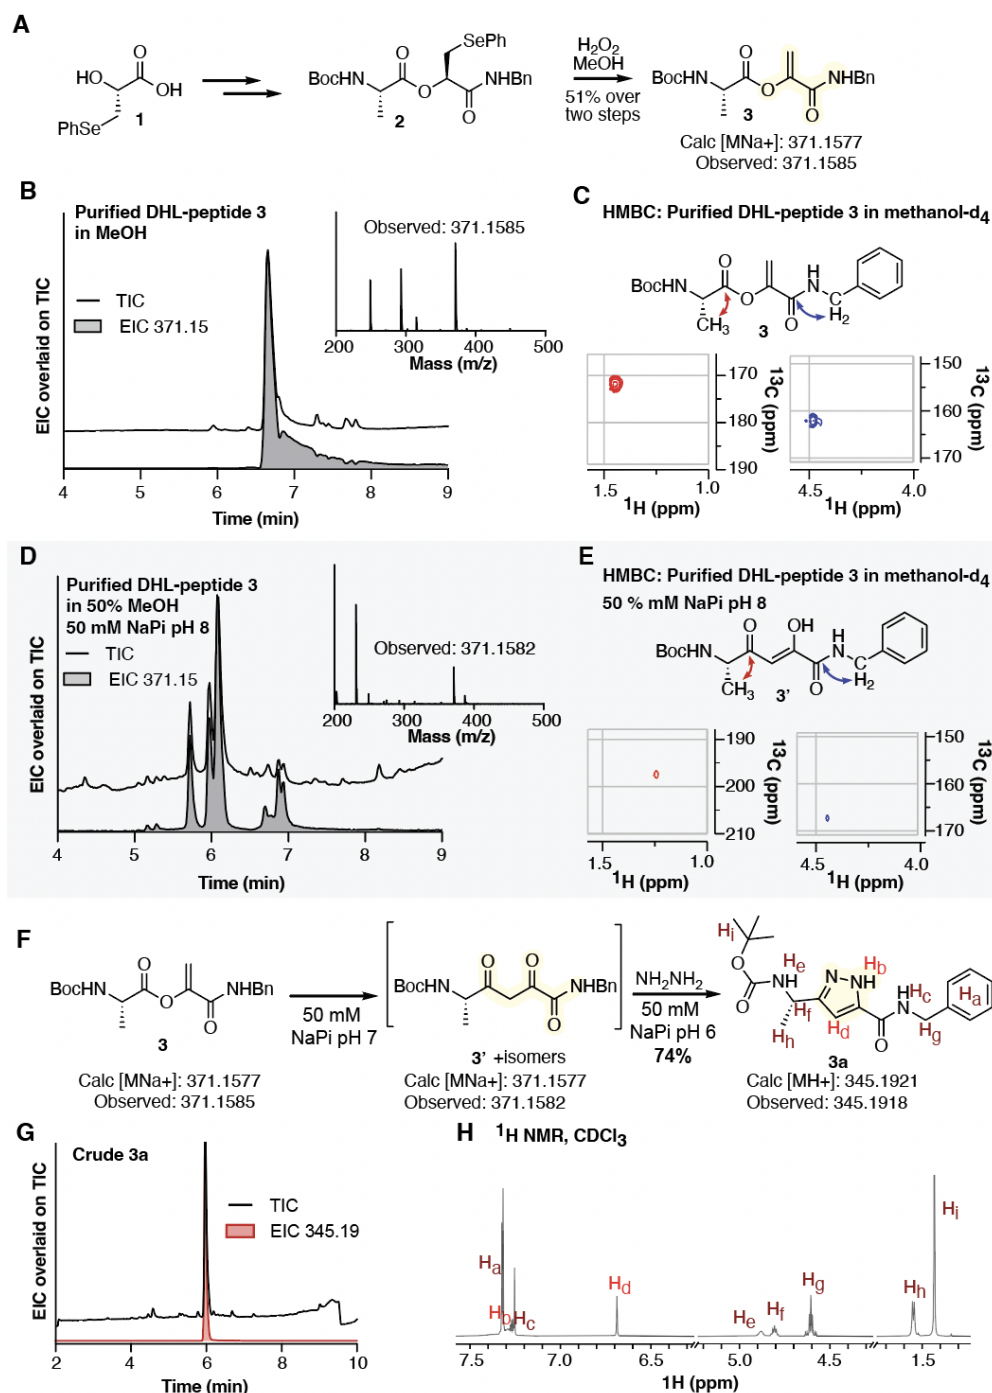 A
HO
O
OH
PhSe
1
BocHN
O
O
SePh
NHBn
O
2
H2O2
MeOH
51% over
two steps
BocHN
O
O
NHBn
O
3
Calc [MNa+]: 371.1577
Observed: 371.1585
B
Purified DHL-peptide 3
in MeOH
TIC
EIC 371.15
EIC overlaid on TIC
4 5 6 7 8 9
Time (min)
Observed: 371.1585
200 300 400 500
Mass (m/z)
C
HMBC: Purified DHL-peptide 3 in methanol-d4
BocHN
O
O
H
N
CH3
3
O
C
H2
170
180
190
13C (ppm)
1.5 1.0
1H (ppm)
150
160
170
13C (ppm)
4.5 4.0
1H (ppm)
D
Purified DHL-peptide 3
in 50% MeOH
50 mM NaPi pH 8
TIC
EIC 371.15
EIC overlaid on TIC
4 5 6 7 8 9
Time (min)
Observed: 371.1582
200 300 400 500
Mass (m/z)
E
HMBC: Purified DHL-peptide 3 in methanol-d4
50 % mM NaPi pH 8
O OH
H
N
BocHN
CH3
3'
O
C
H2
190
200
210
13C (ppm)
1.5 1.0
1H (ppm)
150
160
170
13C (ppm)
4.5 4.0
1H (ppm)
F
BocHN
O
O
NHBn
O
3
Calc [MNa+]: 371.1577
Observed: 371.1585
50 mM
NaPi pH 7
O O
BocHN
NHBn
O
3' +isomers
Calc [MNa+]: 371.1577
Observed: 371.1582
NH2NH2
50 mM
NaPi pH 6
74%
Hi
O
O
He
NH
Hf
Hh
N
NH
Hb
Hd
O
H
N
Hc
Hg
Ha
3a
Calc [MH+]: 345.1921
Observed: 345.1918
G
Crude 3a
TIC
EIC 345.19
EIC overlaid on TIC
2 4 6 8 10
Time (min)
H
1H NMR, CDCl3
Ha
Hb
Hc
Hd
He
Hf
Hg
Hh
Hi
7.5 7.0 6.5 5.0 4.5 1.5
1H (ppm)